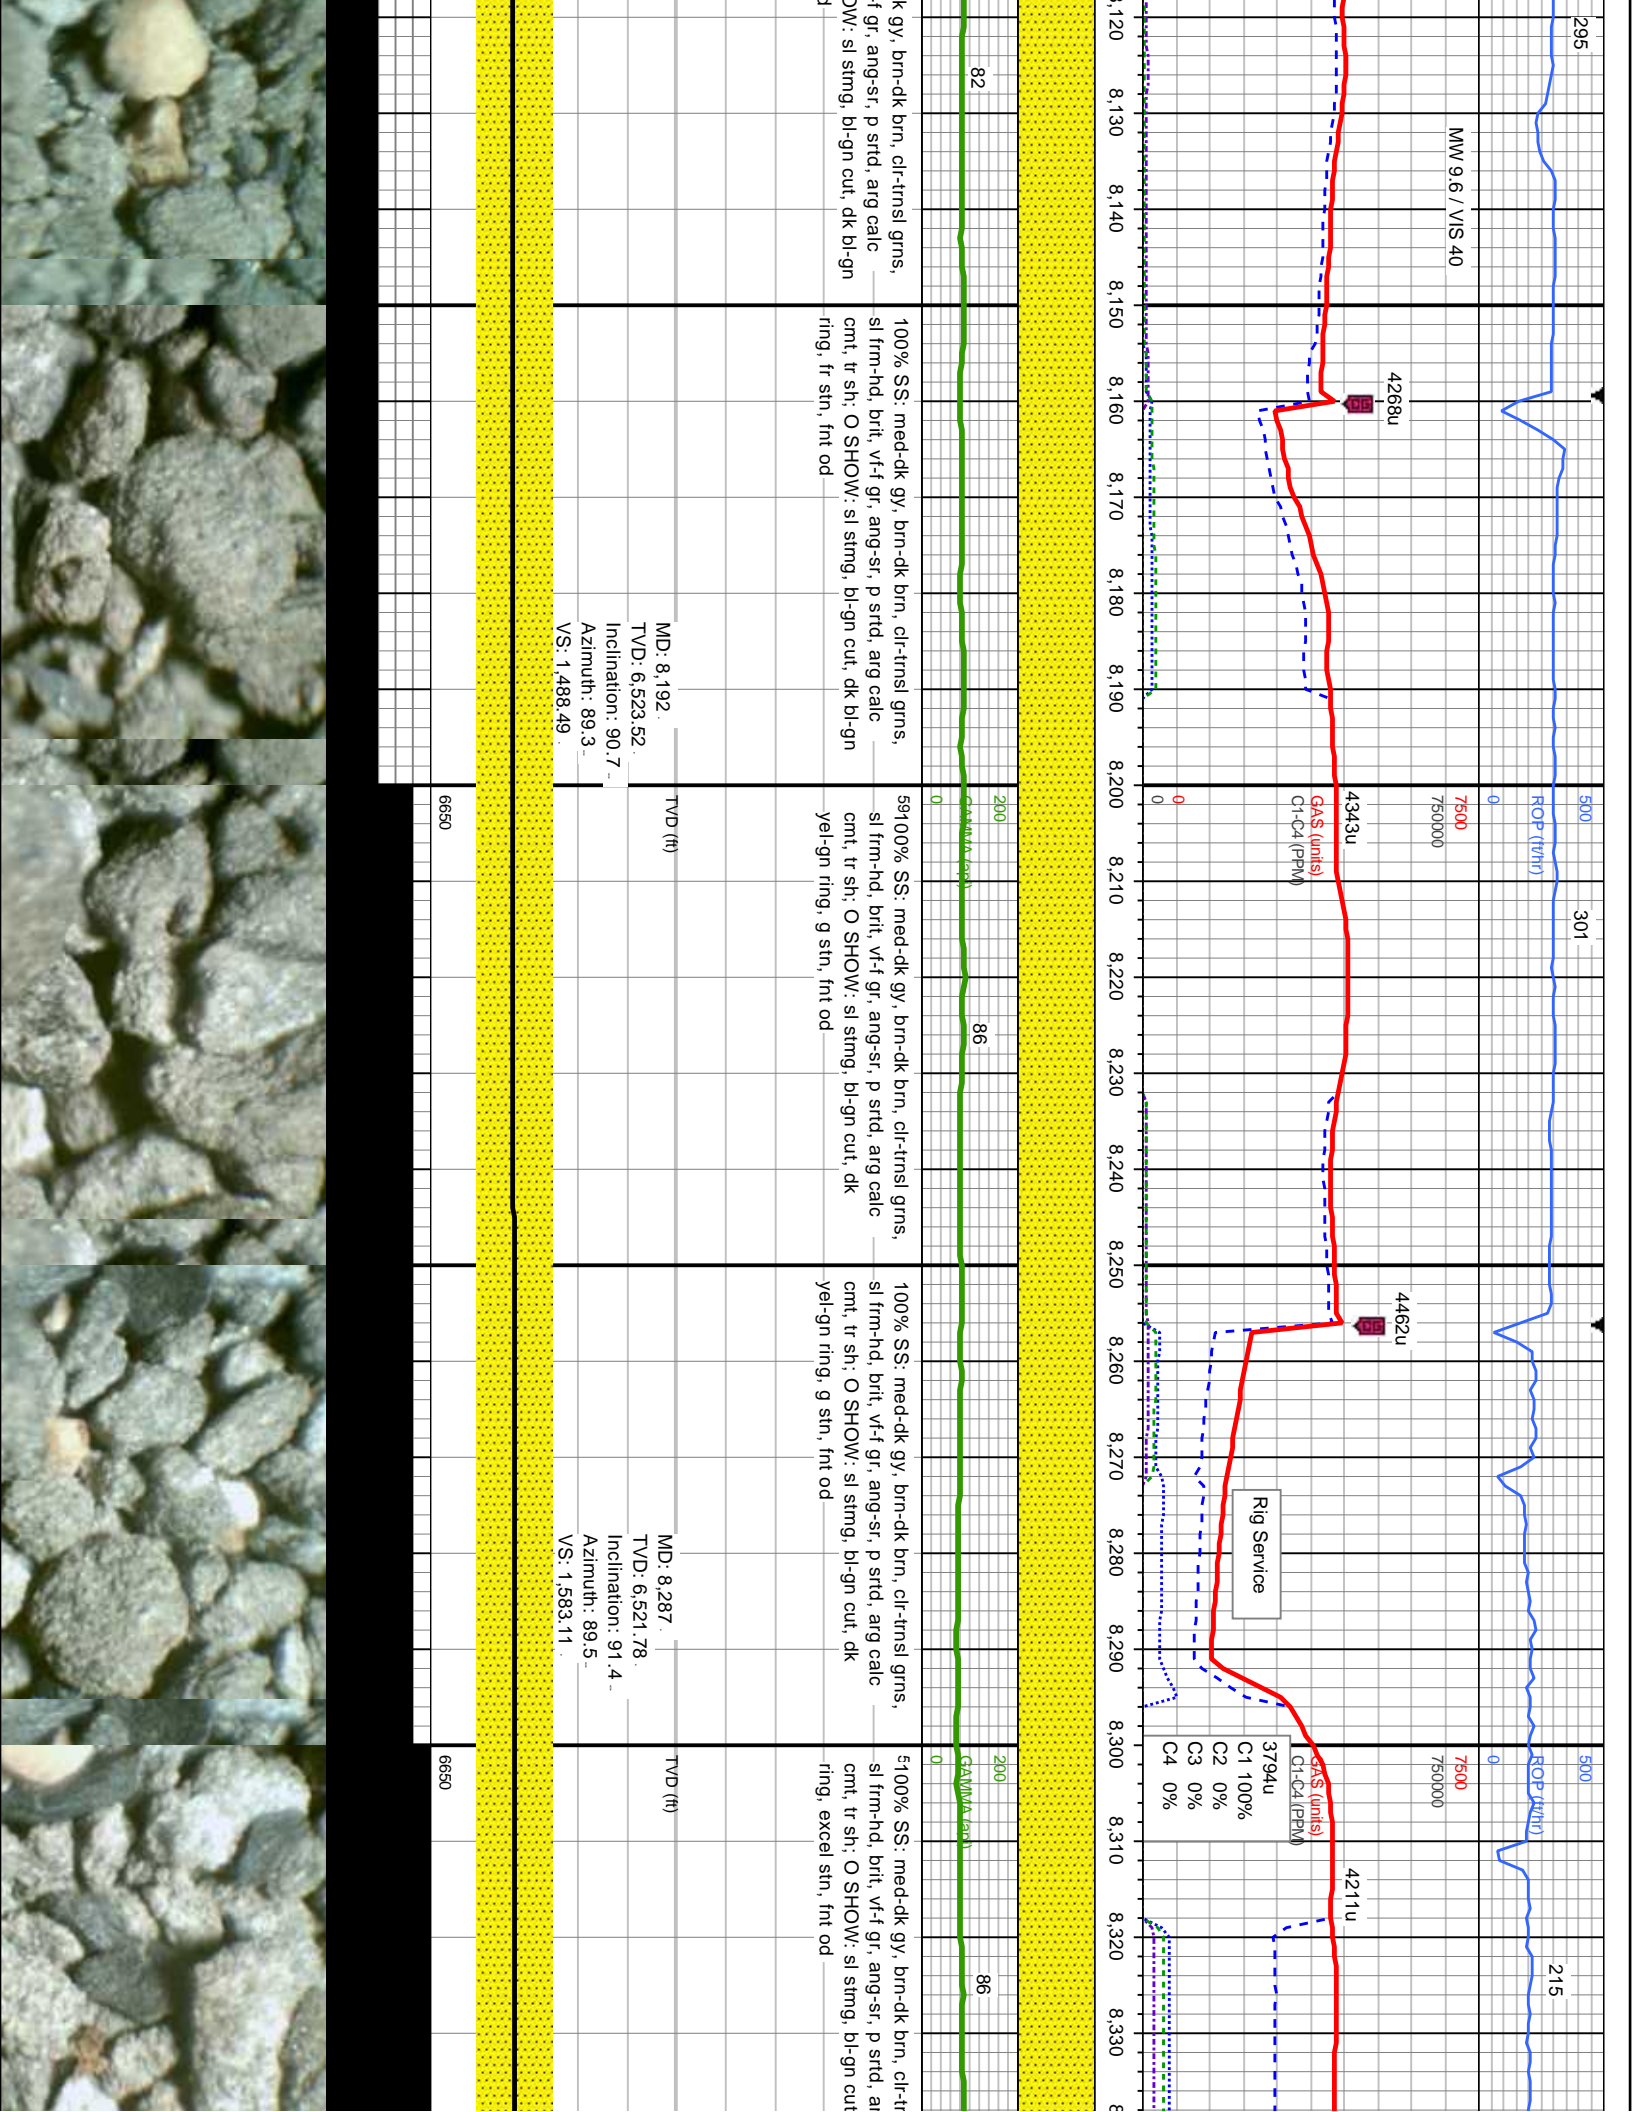 295
8,120
8,130
8,140
8,150
8,160
8,170
8,180
8,190
8,200
8,210
8,220
8,230
8,240
8,250
8,260
8,270
8,280
8,290
8,300
8,310
8,320
8,330
MW 9.6 / VIS 40
4268u
500
ROP (ft/hr)
0
7500
750000
4343u
GAS (units)
C1-C4 (PPM)
0
0
301
4462u
Rig Service
500
ROP (ft/hr)
0
7500
750000
GAS (units)
C1-C4 (PPM)
3794u
C1 100%
C2 0%
C3 0%
C4 0%
4211u
215
82
200
GAMMA (api)
0
86
200
GAMMA (api)
0
86
k gy, brn-dk brn, clr-trnsl grns,
-f gr, ang-sr, p srtd, arg calc
OW: sl stmg, bl-gn cut, dk bl-gn
100% SS: med-dk gy, brn-dk brn, clr-trnsl grns,
sl frm-hd, brit, vf-f gr, ang-sr, p srtd, arg calc
cmt, tr sh; O SHOW: sl stmg, bl-gn cut, dk bl-gn
ring, fr stn, fnt od
MD: 8,192
TVD: 6,523.52
Inclination: 90.7
Azimuth: 89.3
VS: 1,488.49
59100% SS: med-dk gy, brn-dk brn, clr-trnsl grns,
sl frm-hd, brit, vf-f gr, ang-sr, p srtd, arg calc
cmt, tr sh; O SHOW: sl stmg, bl-gn cut, dk
yel-gn ring, g stn, fnt od
TVD (ft)
6650
100% SS: med-dk gy, brn-dk brn, clr-trnsl grns,
sl frm-hd, brit, vf-f gr, ang-sr, p srtd, arg calc
cmt, tr sh; O SHOW: sl stmg, bl-gn cut, dk
yel-gn ring, g stn, fnt od
MD: 8,287
TVD: 6,521.78
Inclination: 91.4
Azimuth: 89.5
VS: 1,583.11
5100% SS: med-dk gy, brn-dk brn, clr-tr
sl frm-hd, brit, vf-f gr, ang-sr, p srtd, ar
cmt, tr sh; O SHOW: sl stmg, bl-gn cut
ring, excel stn, fnt od
TVD (ft)
6650